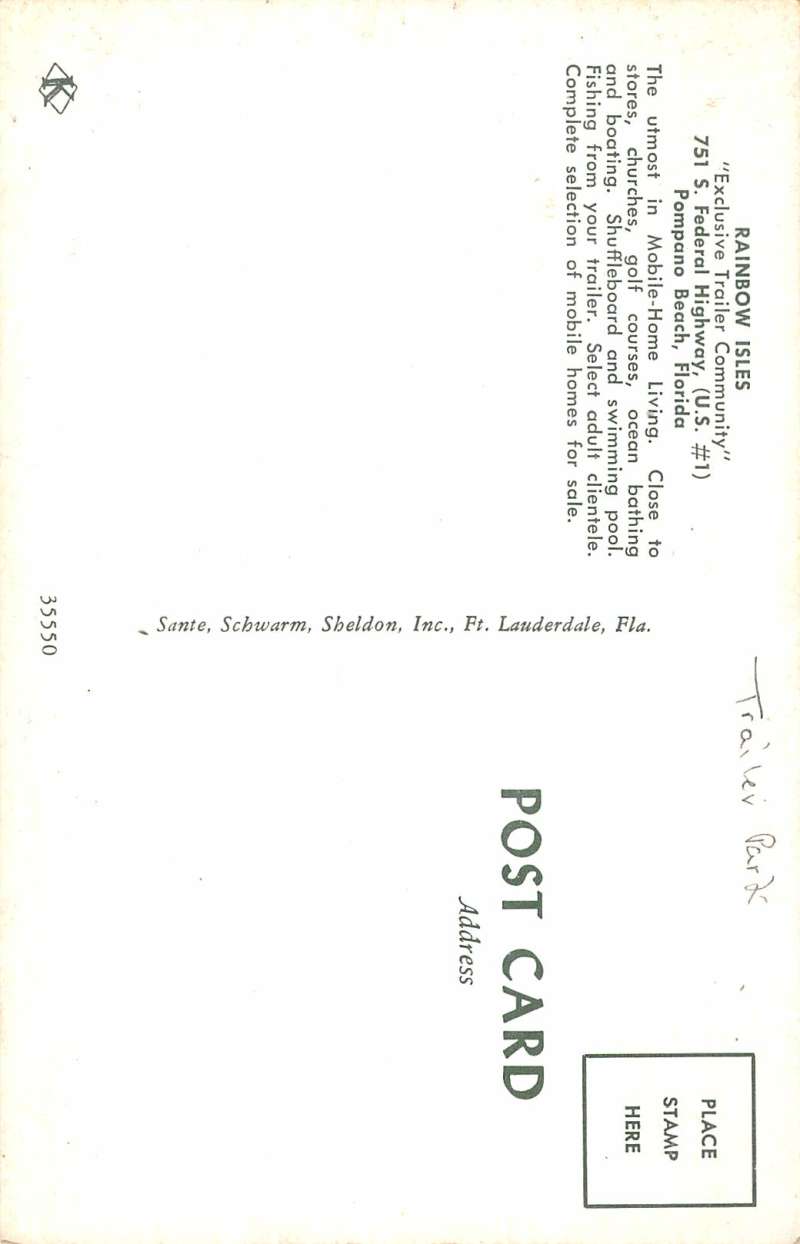 RAINBOW ISLES
"Exclusive Trailer Community"
751 S. Federal Highway, (U.S. #1)
Pompano Beach, Florida
The utmost in Mobile-Home Living. Close to
stores, churches, golf courses, ocean bathing
and boating. Shuffleboard and swimming pool.
Fishing from your trailer. Select adult clientele.
Complete selection of mobile homes for sale.
K
35550
Sante, Schwarm, Sheldon, Inc., Ft. Lauderdale, Fla.
Trailer Park
POST CARD
Address
PLACE
STAMP
HERE